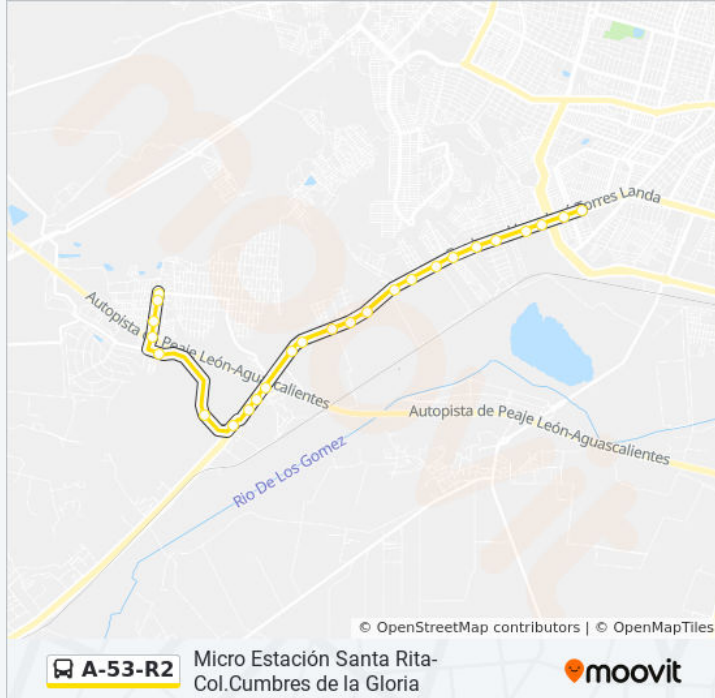 Torres Landa
Autopista de Peaje León-Aguascalientes
Autopista de Peaje León-Aguascalientes
Rio De Los Gomez
moovit
© OpenStreetMap contributors | © OpenMapTiles
A-53-R2
Micro Estación Santa Rita-
Col.Cumbres de la Gloria
moovit